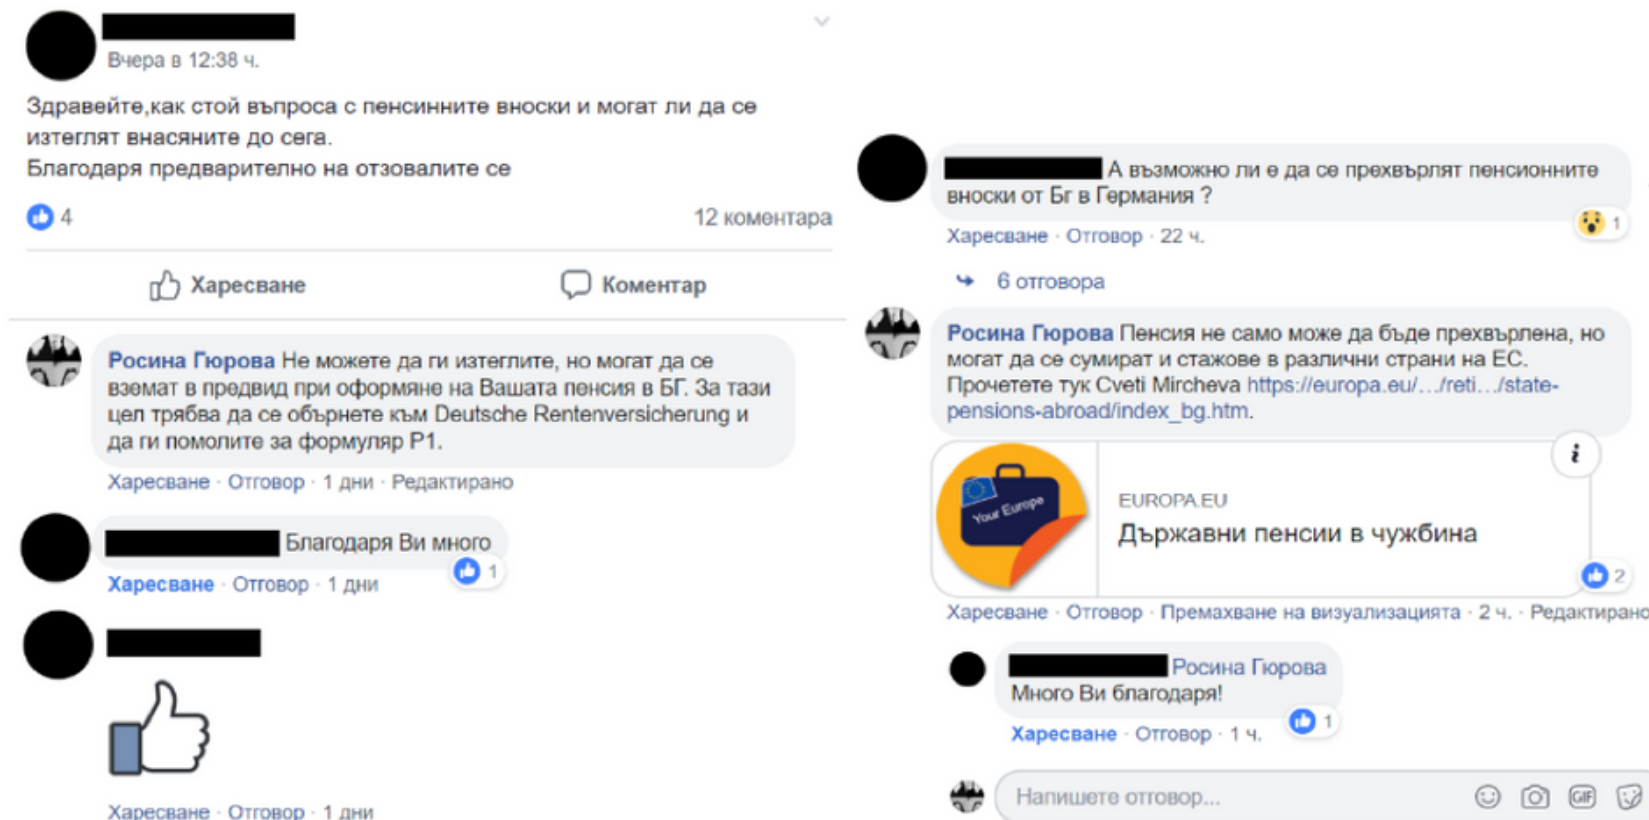 Вчера в 12:38 ч.
Здравейте,как стой въпроса с пенсинните вноски и могат ли да се
изтеглят внасяните до сега.
Благодаря предварително на отзовалите се
4
12 коментара
Харесване
Коментар
Росина Гюрова Не можете да ги изтеглите, но могат да се
вземат в предвид при оформяне на Вашата пенсия в БГ. За тази
цел трябва да се обърнете към Deutsche Rentenversicherung и
да ги помолите за формуляр P1.
Харесване · Отговор · 1 дни · Редактирано
Благодаря Ви много
1
Харесване · Отговор · 1 дни
Харесване · Отговор · 1 дни
А възможно ли е да се прехвърлят пенсионните
вноски от Бг в Германия ?
1
Харесване · Отговор · 22 ч.
6 отговора
Росина Гюрова Пенсия не само може да бъде прехвърлена, но
могат да се сумират и стажове в различни страни на ЕС.
Прочетете тук Cveti Mircheva https://europa.eu/…/reti…/state-
pensions-abroad/index_bg.htm.
i
Your Europe
EUROPA.EU
Държавни пенсии в чужбина
2
Харесване · Отговор · Премахване на визуализацията · 2 ч. · Редактирано
Росина Гюрова
Много Ви благодаря!
1
Харесване · Отговор · 1 ч.
Напишете отговор...
GIF